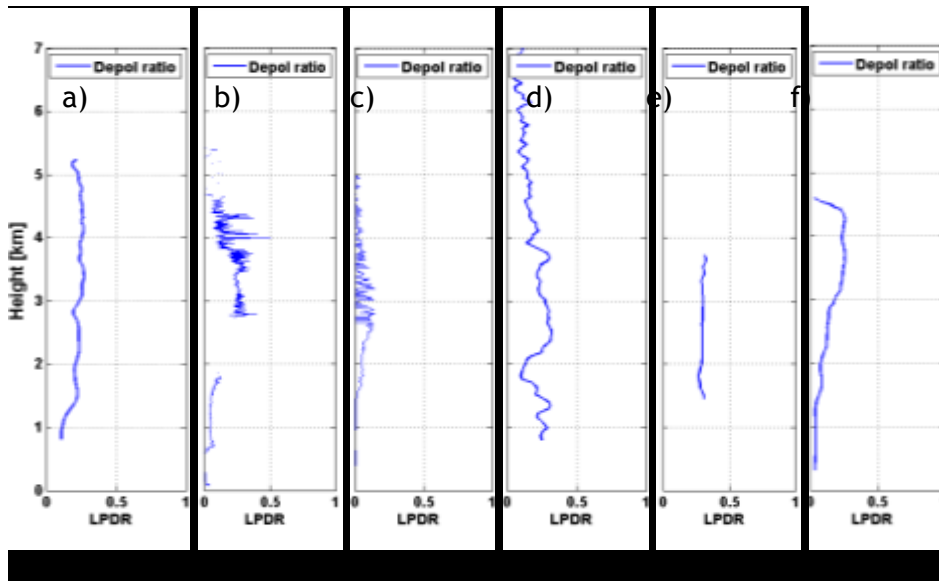 Depol ratio Depol ratio Depol ratio Depol ratio Depol ratio Depol ratio
a) b) c) d) e) f)
7
6
5
4
3
2
1
0
Height [km]
0 0.5 1 0 0.5 1 0 0.5 1 0 0.5 1 0 0.5 1 0 0.5
LPDR LPDR LPDR LPDR LPDR LPDR